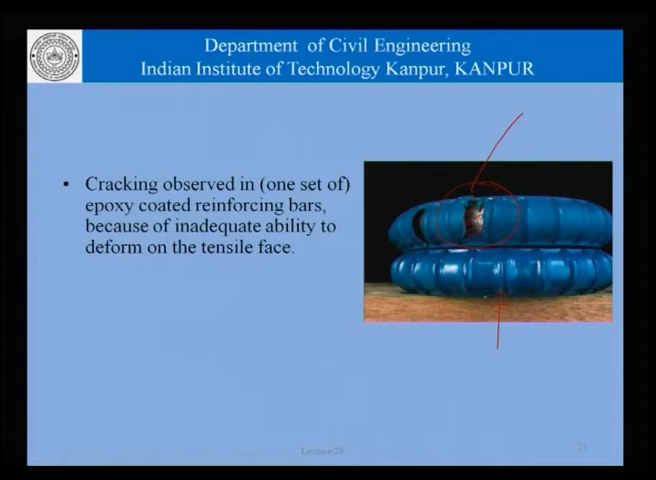 Department of Civil Engineering
Indian Institute of Technology Kanpur, KANPUR
• Cracking observed in (one set of)
epoxy coated reinforcing bars,
because of inadequate ability to
deform on the tensile face.